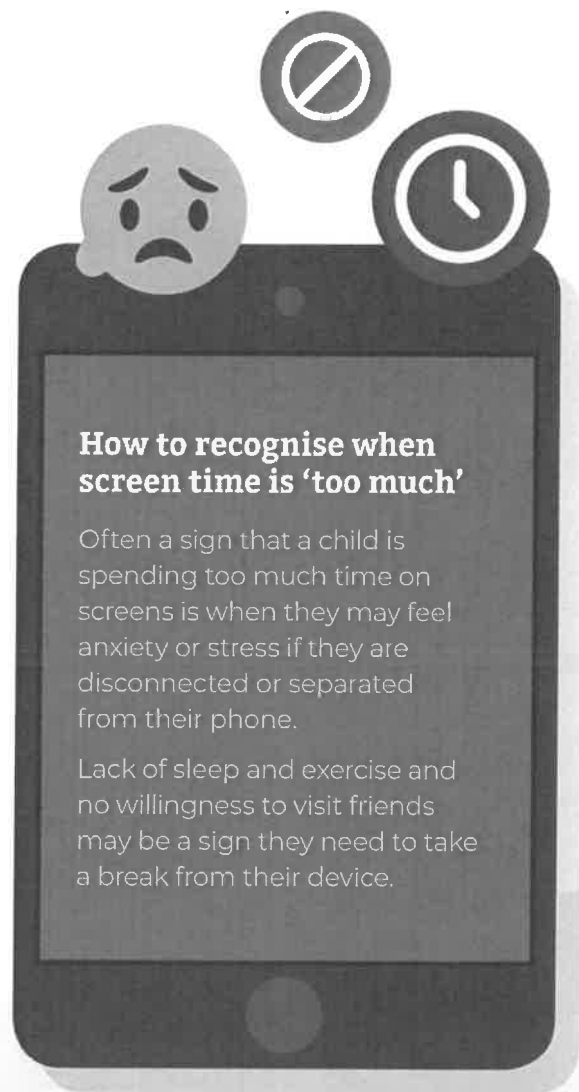 How to recognise when
screen time is ‘too much’
Often a sign that a child is
spending too much time on
screens is when they may feel
anxiety or stress if they are
disconnected or separated
from their phone.
Lack of sleep and exercise and
no willingness to visit friends
may be a sign they need to take
a break from their device.